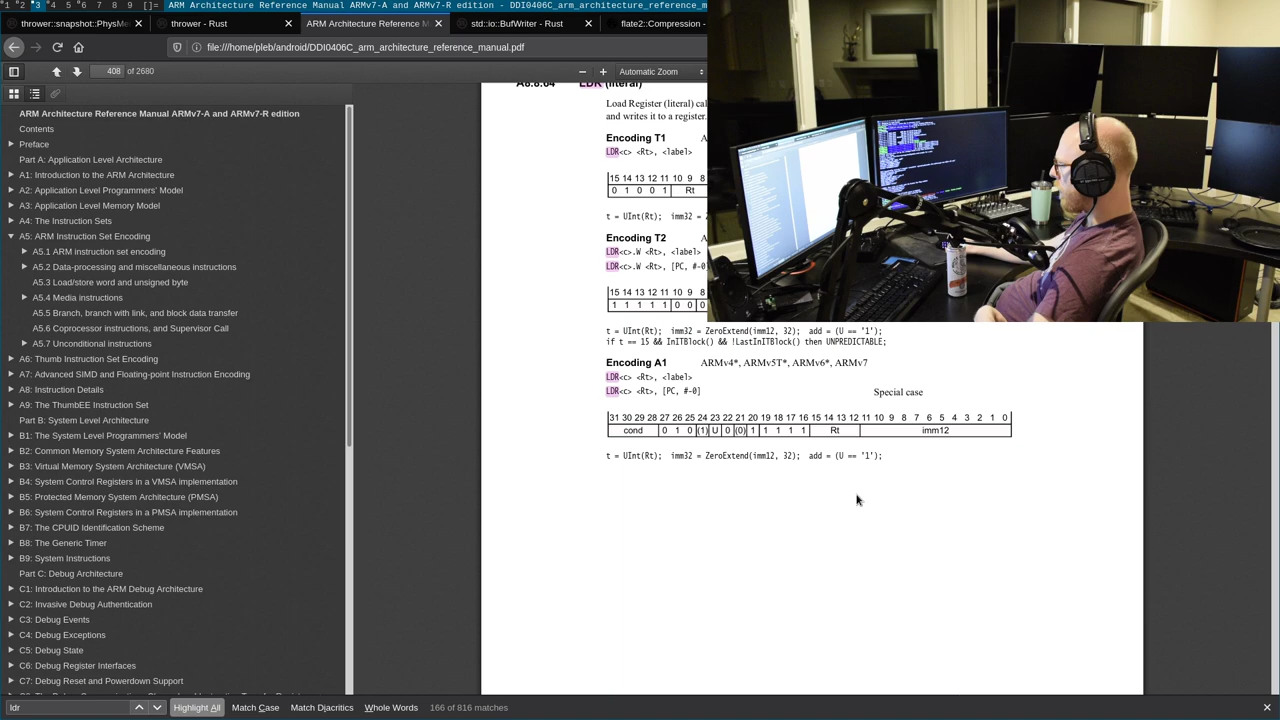 1 2 3 4 5 6 7 8 9 []= ARM Architecture Reference Manual ARMv7-A and ARMv7-R edition - DDI0406C_arm_architecture_reference_m
thrower::snapshot::PhysMe
thrower - Rust
ARM Architecture Reference M
std::io::BufWriter - Rust
flate2::Compression -
file:///home/pleb/android/DDI0406C_arm_architecture_reference_manual.pdf
408 of 2680
Automatic Zoom
ARM Architecture Reference Manual ARMv7-A and ARMv7-R edition
Contents
Preface
Part A: Application Level Architecture
A1: Introduction to the ARM Architecture
A2: Application Level Programmers' Model
A3: Application Level Memory Model
A4: The Instruction Sets
A5: ARM Instruction Set Encoding
A5.1 ARM instruction set encoding
A5.2 Data-processing and miscellaneous instructions
A5.3 Load/store word and unsigned byte
A5.4 Media instructions
A5.5 Branch, branch with link, and block data transfer
A5.6 Coprocessor instructions, and Supervisor Call
A5.7 Unconditional instructions
A6: Thumb Instruction Set Encoding
A7: Advanced SIMD and Floating-point Instruction Encoding
A8: Instruction Details
A9: The ThumbEE Instruction Set
Part B: System Level Architecture
B1: The System Level Programmers' Model
B2: Common Memory System Architecture Features
B3: Virtual Memory System Architecture (VMSA)
B4: System Control Registers in a VMSA implementation
B5: Protected Memory System Architecture (PMSA)
B6: System Control Registers in a PMSA implementation
B7: The CPUID Identification Scheme
B8: The Generic Timer
B9: System Instructions
Part C: Debug Architecture
C1: Introduction to the ARM Debug Architecture
C2: Invasive Debug Authentication
C3: Debug Events
C4: Debug Exceptions
C5: Debug State
C6: Debug Register Interfaces
C7: Debug Reset and Powerdown Support
A8.8.64 LDR (literal)
Load Register (literal) cal
and writes it to a register.
Encoding T1 A
LDR<c> <Rt>, <label>
15 14 13 12 11 10 9 8
0 1 0 0 1 Rt
t = UInt(Rt); imm32 =
Encoding T2 A
LDR<c>.W <Rt>, <label>
LDR<c>.W <Rt>, [PC, #-0]
15 14 13 12 11 10 9 8
1 1 1 1 1 0 0 0
t = UInt(Rt); imm32 = ZeroExtend(imm12, 32); add = (U == '1');
if t == 15 && InITBlock() && !LastInITBlock() then UNPREDICTABLE;
Encoding A1 ARMv4*, ARMv5T*, ARMv6*, ARMv7
LDR<c> <Rt>, <label>
LDR<c> <Rt>, [PC, #-0] Special case
31 30 29 28 27 26 25 24 23 22 21 20 19 18 17 16 15 14 13 12 11 10 9 8 7 6 5 4 3 2 1 0
cond 0 1 0 (1) U 0 (0) 1 1 1 1 1 Rt imm12
t = UInt(Rt); imm32 = ZeroExtend(imm12, 32); add = (U == '1');
ldr
Highlight All
Match Case
Match Diacritics
Whole Words
166 of 816 matches